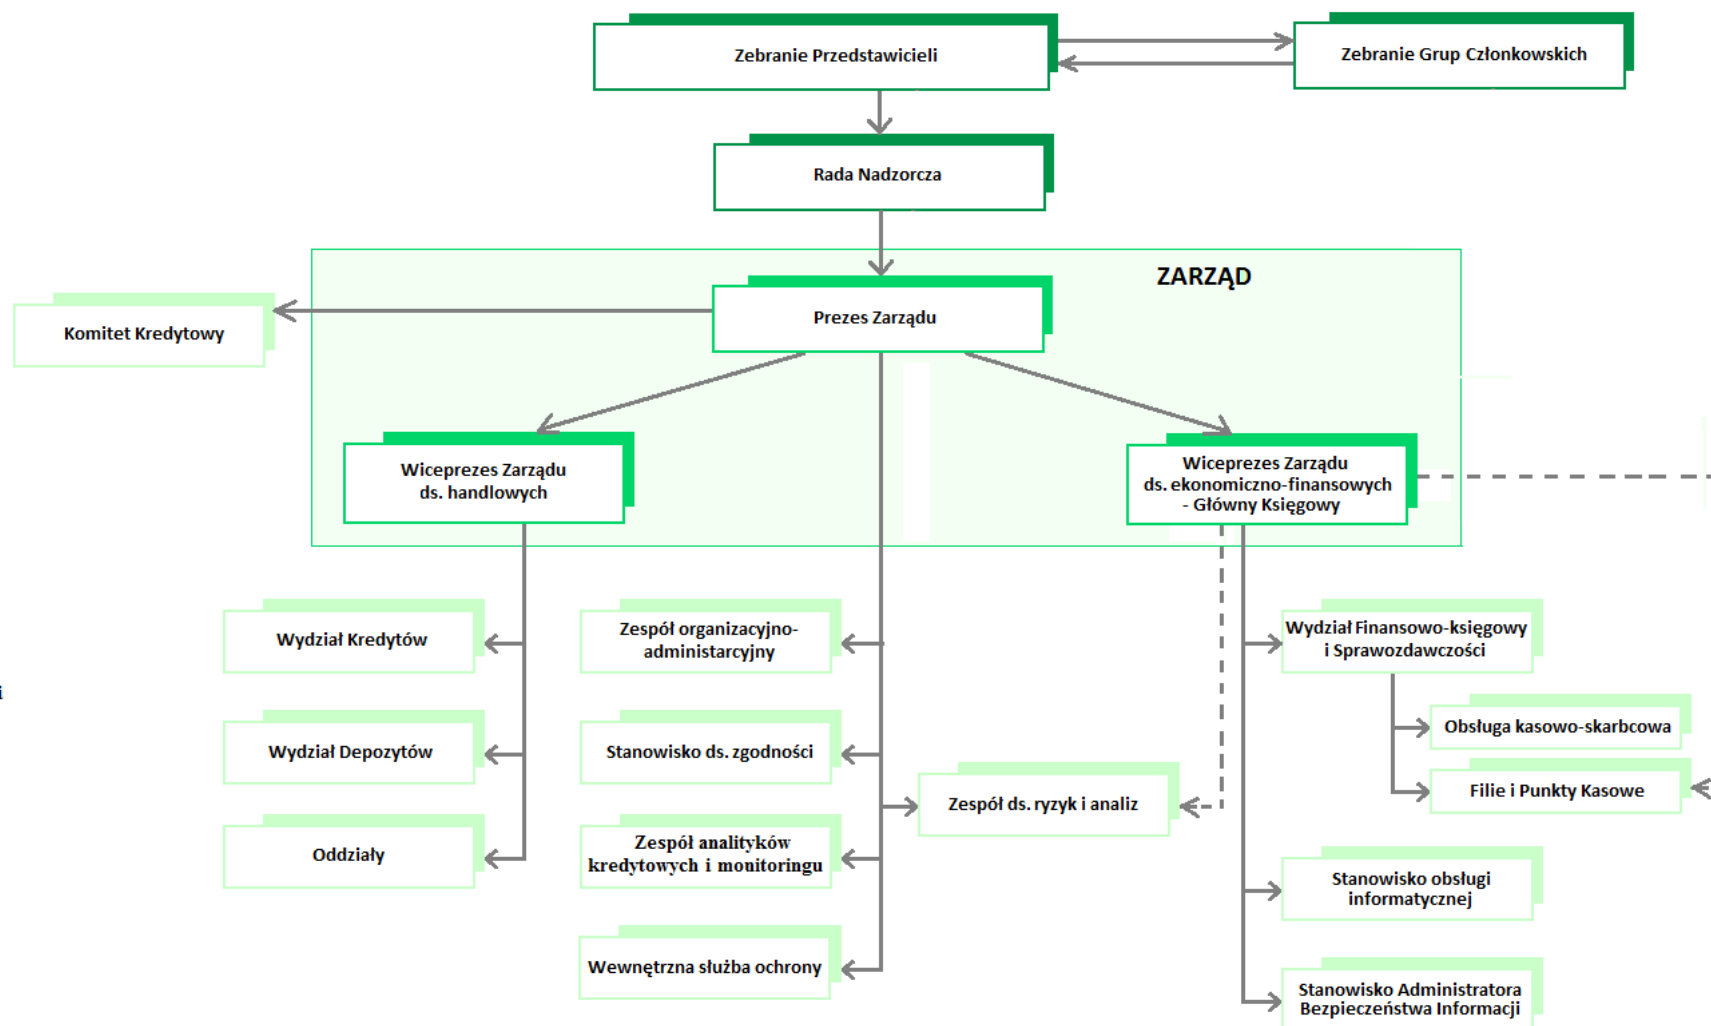 Zebranie Przedstawicieli
Zebranie Grup Członkowskich
Rada Nadzorcza
ZARZĄD
Prezes Zarządu
Komitet Kredytowy
Wiceprezes Zarządu
ds. handlowych
Wiceprezes Zarządu
ds. ekonomiczno-finansowych
- Główny Księgowy
Wydział Kredytów
Zespół organizacyjno-
administarcyjny
Wydział Finansowo-księgowy
i Sprawozdawczości
i
Obsługa kasowo-skarbcowa
Wydział Depozytów
Stanowisko ds. zgodności
Zespół ds. ryzyk i analiz
Filie i Punkty Kasowe
Oddziały
Zespół analityków
kredytowych i monitoringu
Stanowisko obsługi
informatycznej
Wewnętrzna służba ochrony
Stanowisko Administratora
Bezpieczeństwa Informacji